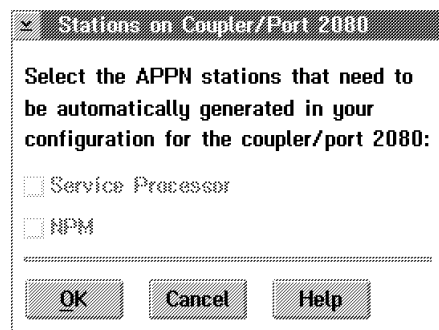 Stations on Coupler/Port 2080
Select the APPN stations that need to
be automatically generated in your
configuration for the coupler/port 2080:
Service Processor
NPM
OK
Cancel
Help